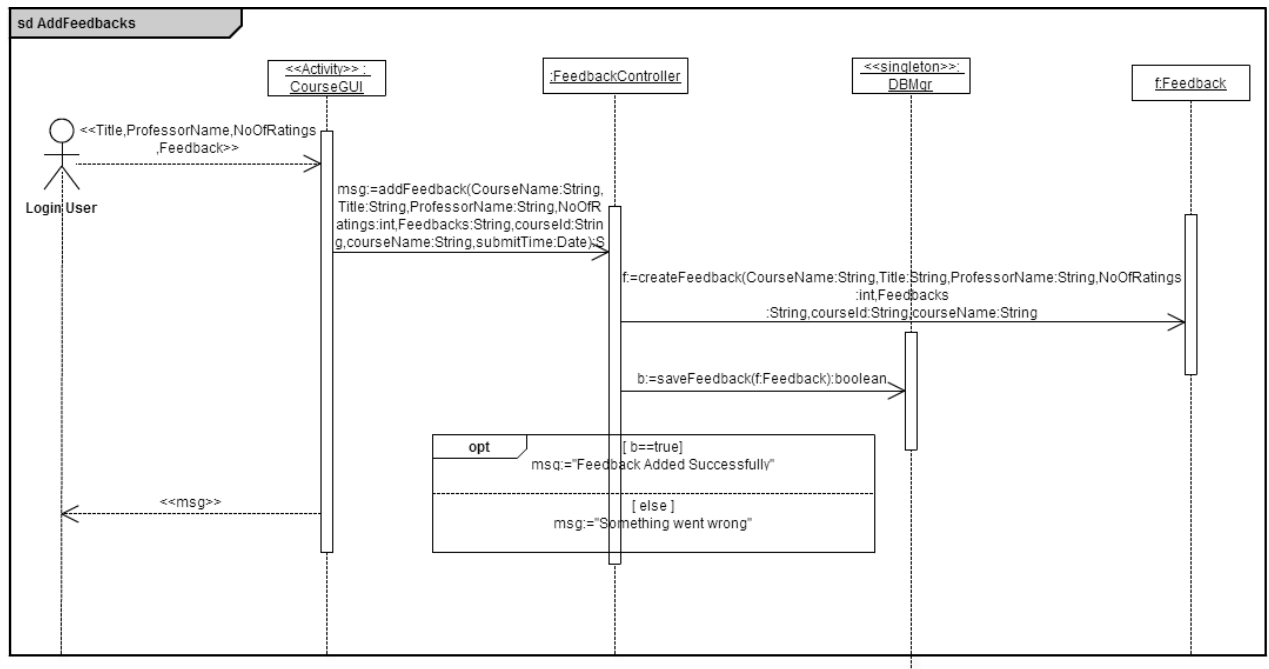 sd AddFeedbacks
<<Activity>> :
CourseGUI
:FeedbackController
<<singleton>>:
DBMgr
f:Feedback
<<Title,ProfessorName,NoOfRatings
,Feedback>>
Login User
msg:=addFeedback(CourseName:String,
Title:String,ProfessorName:String,NoOfR
atings:int,Feedbacks:String,courseId:Strin
g,courseName:String,submitTime:Date):S
f:=createFeedback(CourseName:String,Title:String,ProfessorName:String,NoOfRatings
:int,Feedbacks
:String,courseId:String,courseName:String
b:=saveFeedback(f:Feedback):boolean
opt
[ b==true]
msg:="Feedback Added Successfully"
<<msg>>
[ else ]
msg:="Something went wrong"